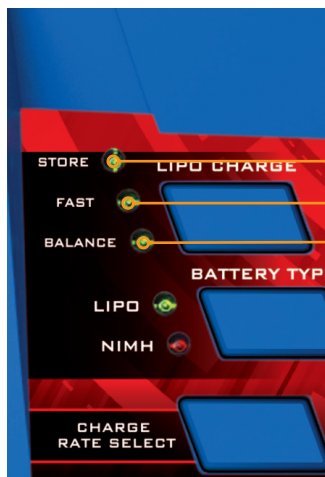 STORE
LIPO CHARGE
FAST
BALANCE
BATTERY TYP
LIPO
NIMH
CHARGE
RATE SELECT